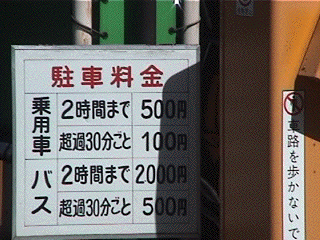 駐車料金
乗用車 2時間まで 500円
超過30分ごと 100円
バス 2時間まで 2000円
超過30分ごと 500円
車路を歩かないで